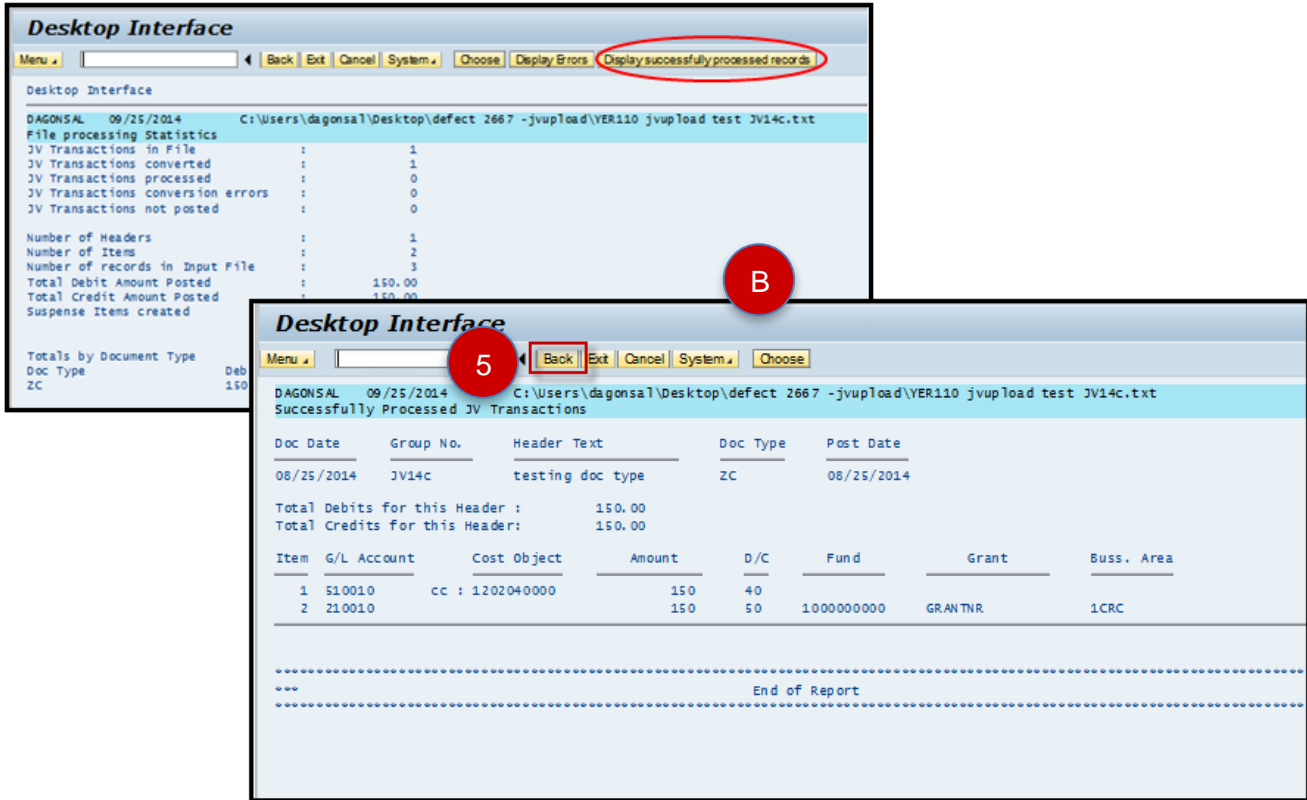 Desktop Interface
Menu Back Exit Cancel System Choose Display Errors Display successfully processed records
Desktop Interface
DAGONSAL 09/25/2014 C:\Users\dagonsal\Desktop\defect 2667 -jvupload\YER110 jvupload test JV14c.txt
File processing Statistics
JV Transactions in File : 1
JV Transactions converted : 1
JV Transactions processed : 0
JV Transactions conversion errors : 0
JV Transactions not posted : 0
Number of Headers : 1
Number of Items : 2
Number of records in Input File : 3
Total Debit Amount Posted : 150.00
Total Credit Amount Posted : 150.00
Suspense Items created
Totals by Document Type
Doc Type Deb
ZC 150
B
Desktop Interface
5
Menu Back Exit Cancel System Choose
DAGONSAL 09/25/2014 C:\Users\dagonsal\Desktop\defect 2667 -jvupload\YER110 jvupload test JV14c.txt
Successfully Processed JV Transactions
Doc Date Group No. Header Text Doc Type Post Date
08/25/2014 JV14c testing doc type ZC 08/25/2014
Total Debits for this Header : 150.00
Total Credits for this Header: 150.00
Item G/L Account Cost Object Amount D/C Fund Grant Buss. Area
1 510010 cc : 1202040000 150 40
2 210010 150 50 1000000000 GRANTNR 1CRC
End of Report